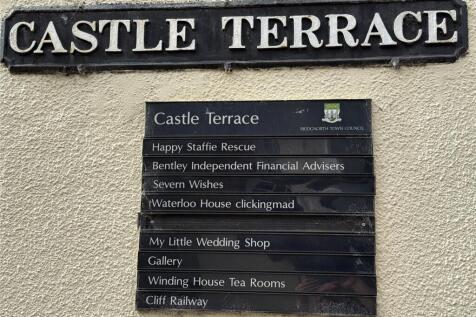 CASTLE TERRACE
Castle Terrace
BRIDGNORTH TOWN COUNCIL
Happy Staffie Rescue
Bentley Independent Financial Advisers
Severn Wishes
Waterloo House clickingmad
My Little Wedding Shop
Gallery
Winding House Tea Rooms
Cliff Railway